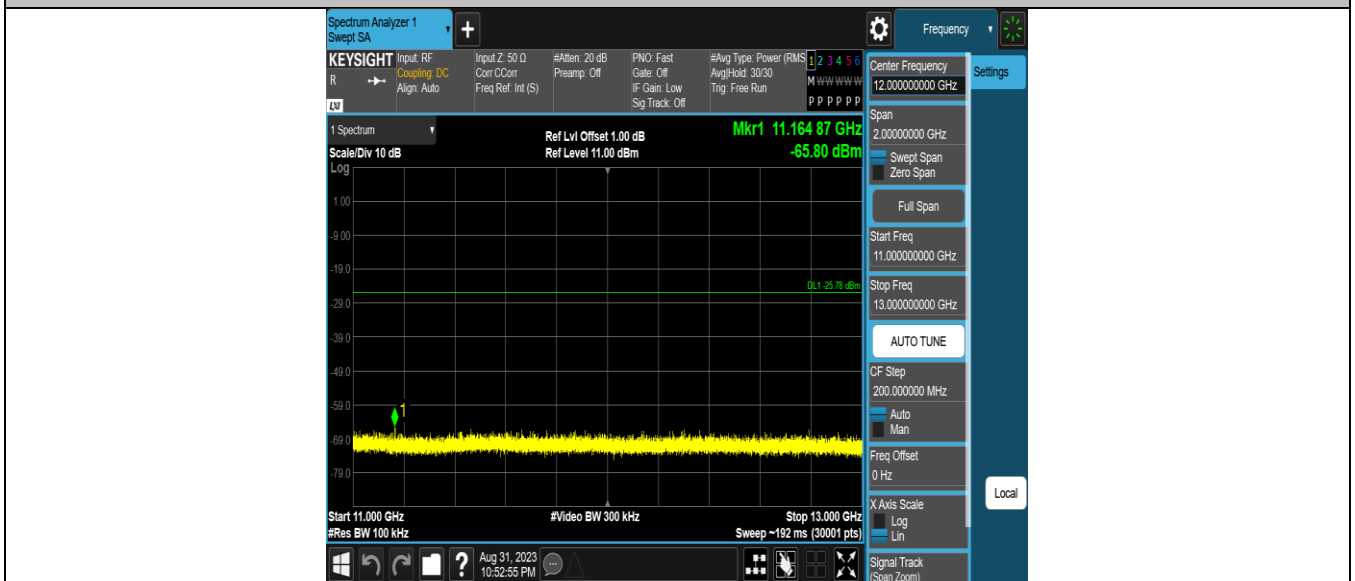 Spectrum Analyzer 1
Swept SA
+
Frequency
KEYSIGHT
R
LXI
Input: RF
Coupling: DC
Align: Auto
Input Z: 50 Ω
Corr CCorr
Freq Ref: Int (S)
#Atten: 20 dB
Preamp: Off
PNO: Fast
Gate: Off
IF Gain: Low
Sig Track: Off
#Avg Type: Power (RMS
Avg|Hold: 30/30
Trig: Free Run
1 2 3 4 5 6
M W W W W W
P P P P P P
Center Frequency
12.000000000 GHz
Settings
Span
2.00000000 GHz
Swept Span
Zero Span
Full Span
Start Freq
11.000000000 GHz
Stop Freq
13.000000000 GHz
AUTO TUNE
CF Step
200.000000 MHz
Auto
Man
Freq Offset
0 Hz
X Axis Scale
Log
Lin
Signal Track
(Span Zoom)
Local
1 Spectrum
Scale/Div 10 dB
Ref Lvl Offset 1.00 dB
Ref Level 11.00 dBm
Mkr1 11.164 87 GHz
-65.80 dBm
Log
1.00
-9.00
-19.0
DL1 -25.78 dBm
-29.0
-39.0
-49.0
-59.0
1
-69.0
-79.0
Start 11.000 GHz
#Res BW 100 kHz
#Video BW 300 kHz
Stop 13.000 GHz
Sweep ~192 ms (30001 pts)
?
Aug 31, 2023
10:52:55 PM